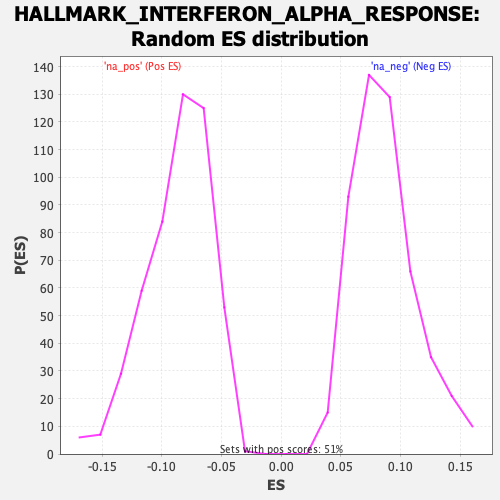 HALLMARK_INTERFERON_ALPHA_RESPONSE:
Random ES distribution
'na_pos' (Pos ES)
'na_neg' (Neg ES)
140
130
120
110
100
90
80
70
60
50
40
30
20
10
0
P(ES)
Sets with pos scores: 51%
-0.15 -0.10 -0.05 0.00 0.05 0.10 0.15
ES